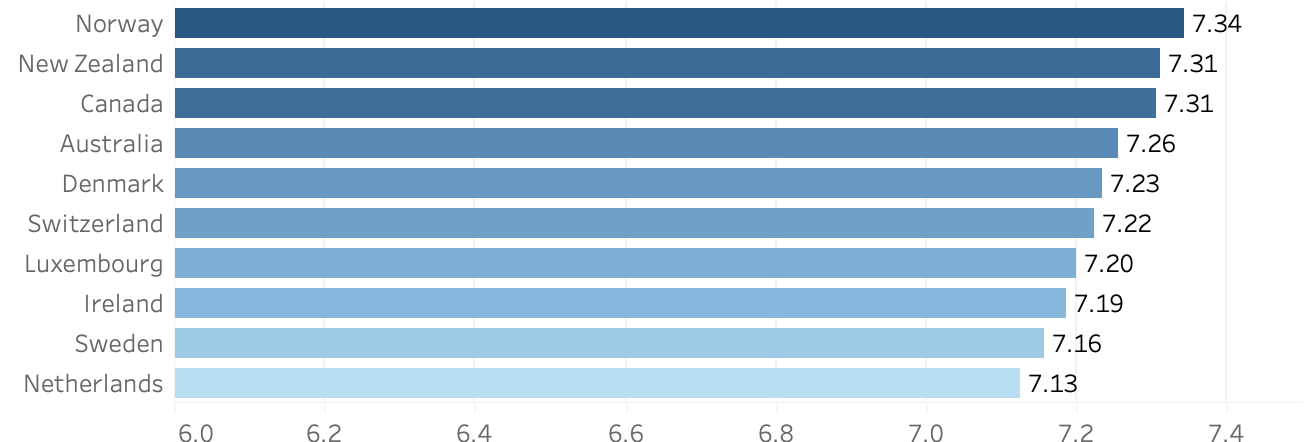 Norway 7.34
New Zealand 7.31
Canada 7.31
Australia 7.26
Denmark 7.23
Switzerland 7.22
Luxembourg 7.20
Ireland 7.19
Sweden 7.16
Netherlands 7.13
6.0 6.2 6.4 6.6 6.8 7.0 7.2 7.4